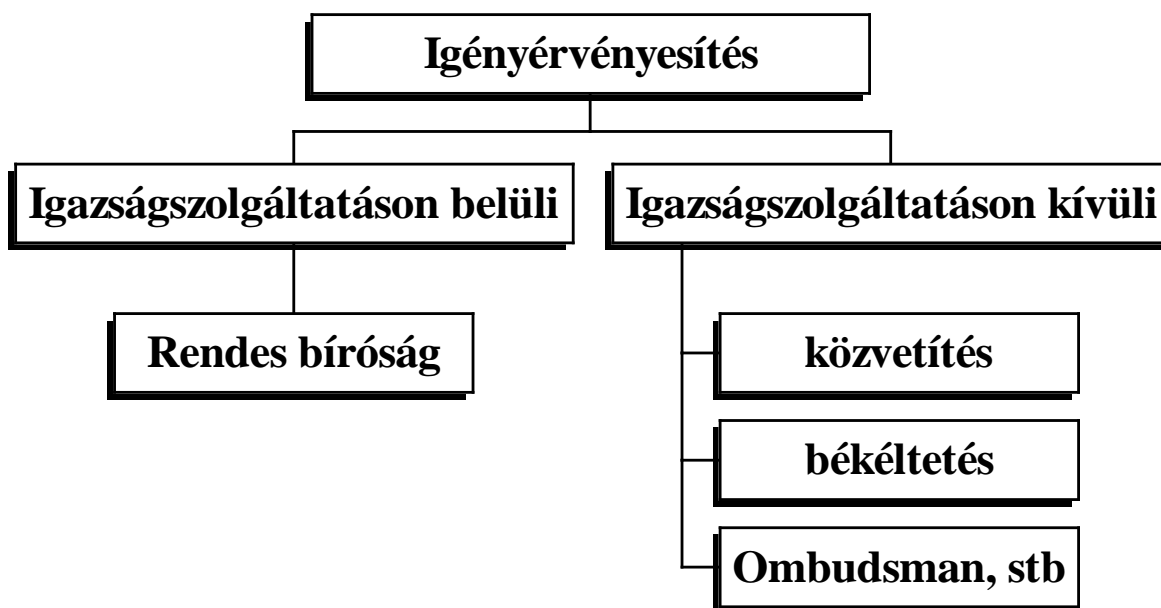 Igényérvényesítés
Igazságszolgáltatáson belüli
Igazságszolgáltatáson kívüli
Rendes bíróság
közvetítés
békéltetés
Ombudsman, stb